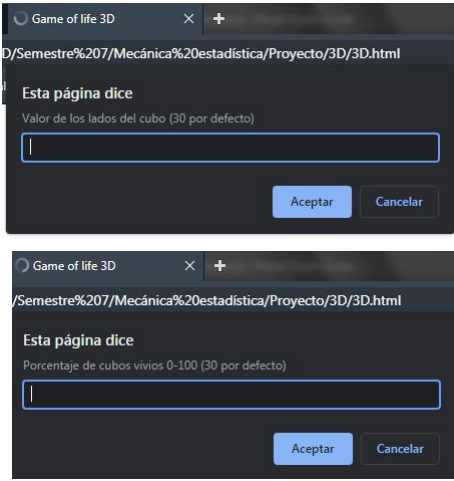 Game of life 3D
D/Semestre%207/Mecánica%20estadística/Proyecto/3D/3D.html
Esta página dice
Valor de los lados del cubo (30 por defecto)
Aceptar Cancelar
Game of life 3D
/Semestre%207/Mecánica%20estadística/Proyecto/3D/3D.html
Esta página dice
Porcentaje de cubos vivios 0-100 (30 por defecto)
Aceptar Cancelar